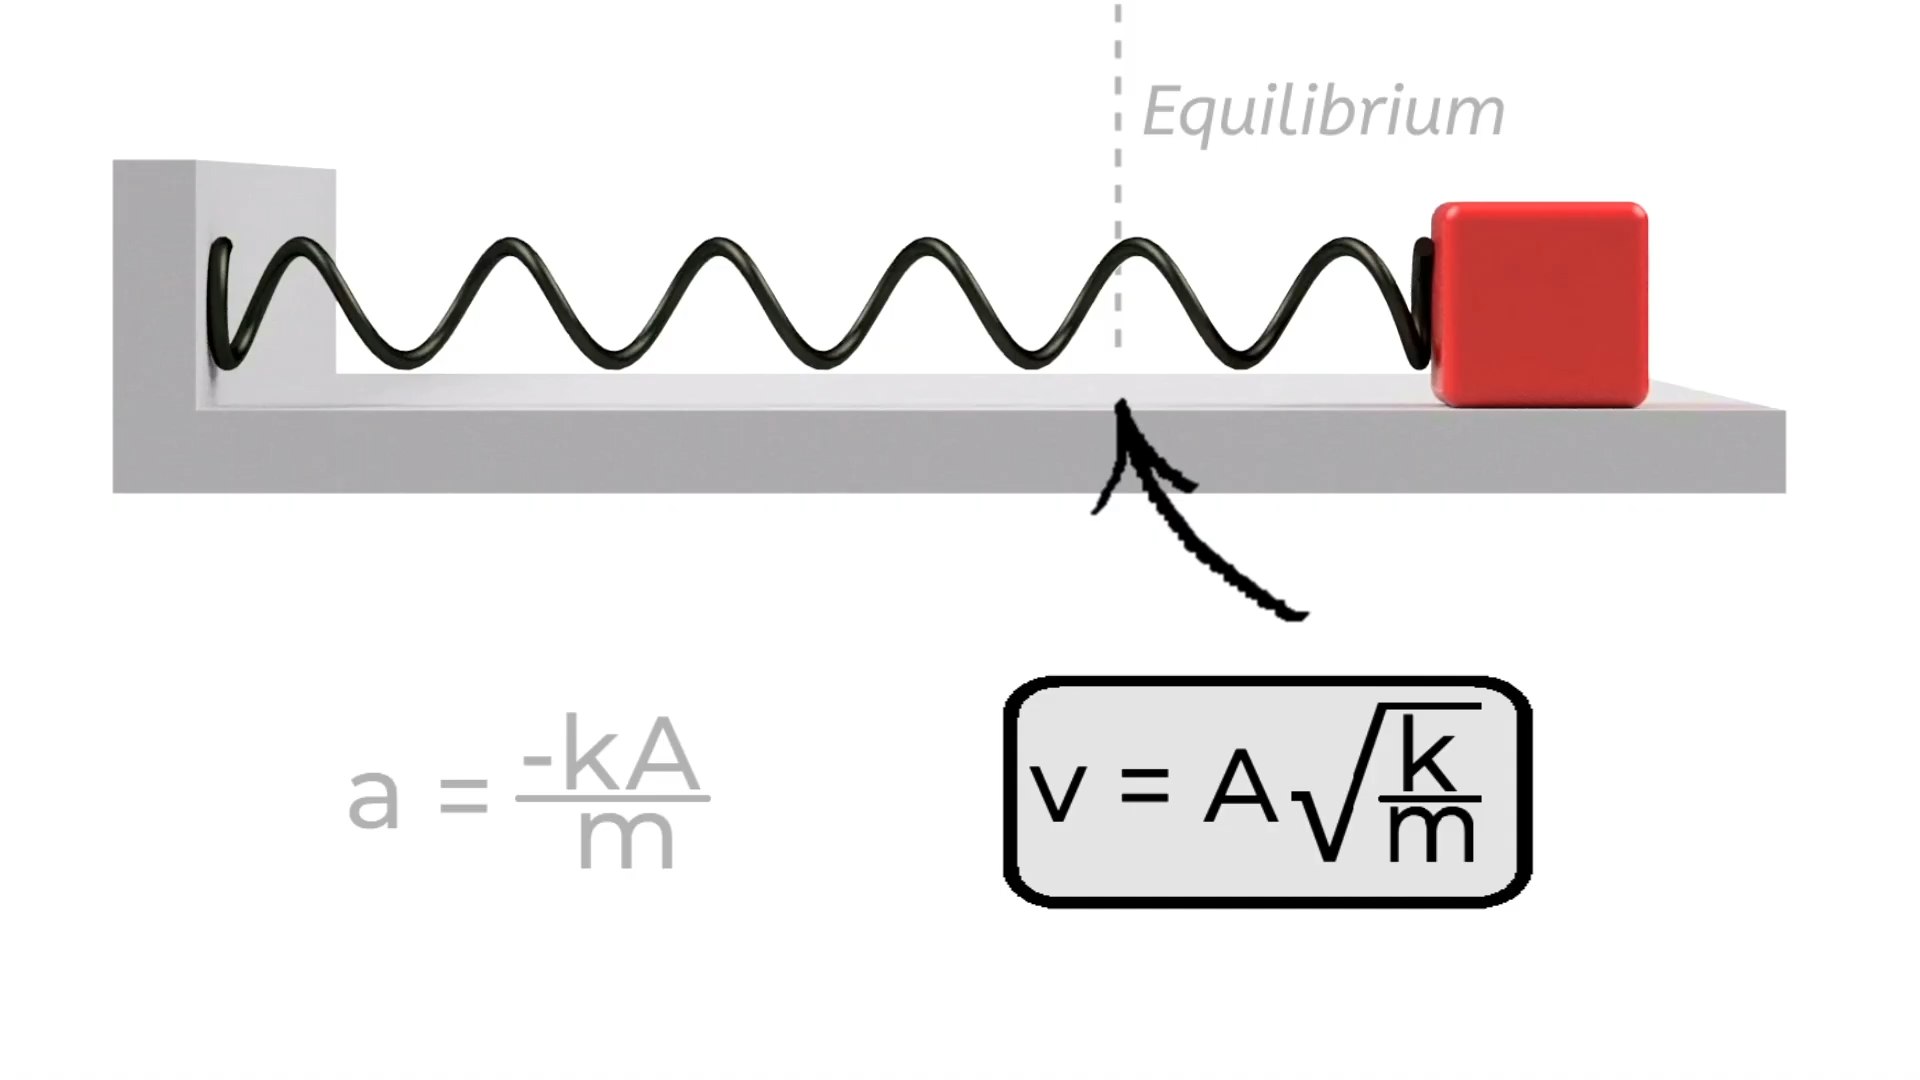 Equilibrium
a = -kA/m
v = A√(k/m)